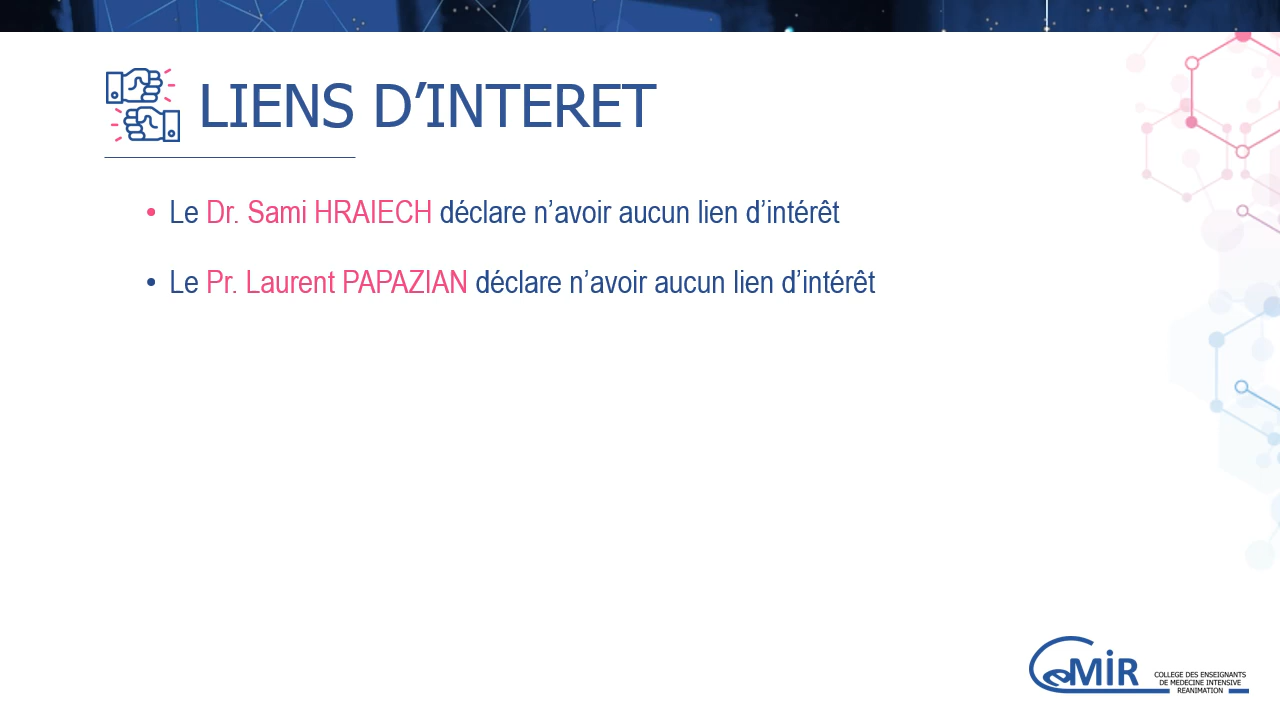 LIENS D’INTERET
• Le Dr. Sami HRAIECH déclare n’avoir aucun lien d’intérêt
• Le Pr. Laurent PAPAZIAN déclare n’avoir aucun lien d’intérêt
CeMIR
COLLEGE DES ENSEIGNANTS
DE MEDECINE INTENSIVE
REANIMATION